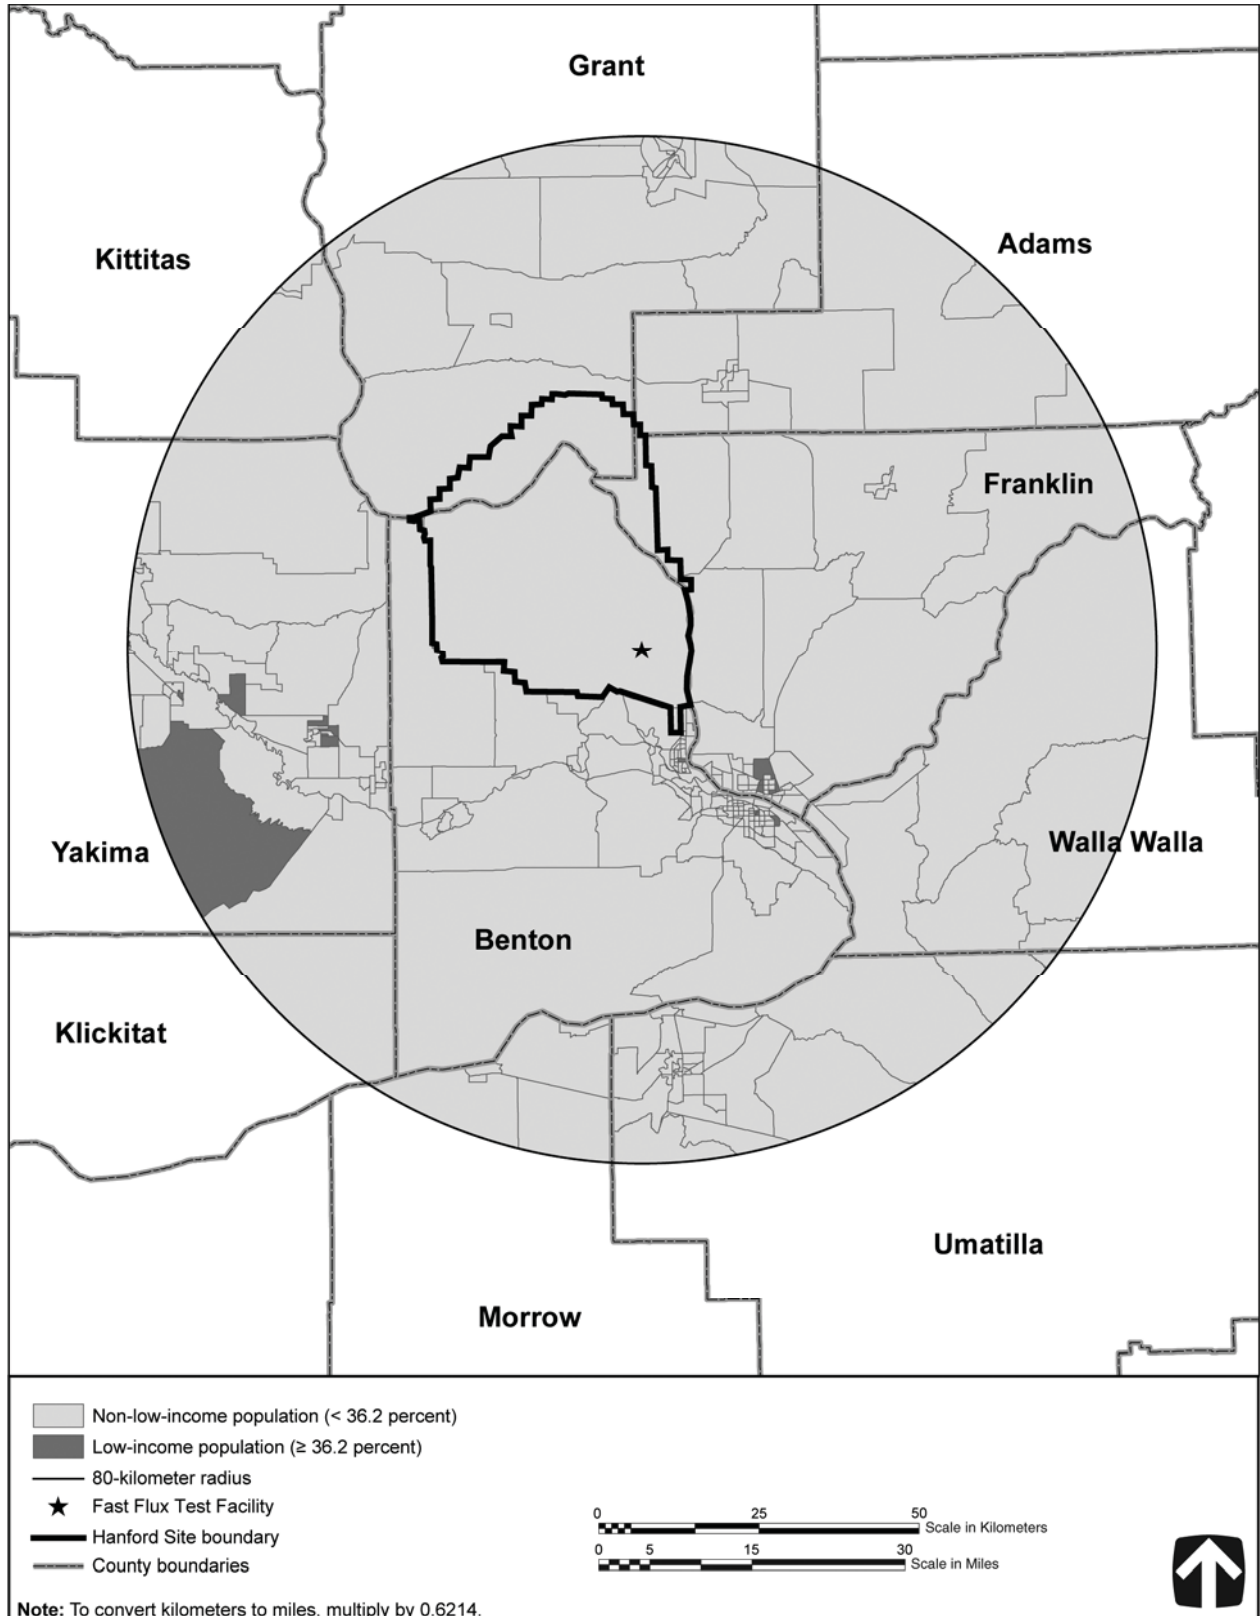 Grant
Kittitas
Adams
Franklin
Yakima
Walla Walla
Benton
Klickitat
Umatilla
Morrow
Non-low-income population (< 36.2 percent)
Low-income population (≥ 36.2 percent)
80-kilometer radius
Fast Flux Test Facility
Hanford Site boundary
County boundaries
0 25 50
Scale in Kilometers
0 5 15 30
Scale in Miles
Note: To convert kilometers to miles, multiply by 0.6214.